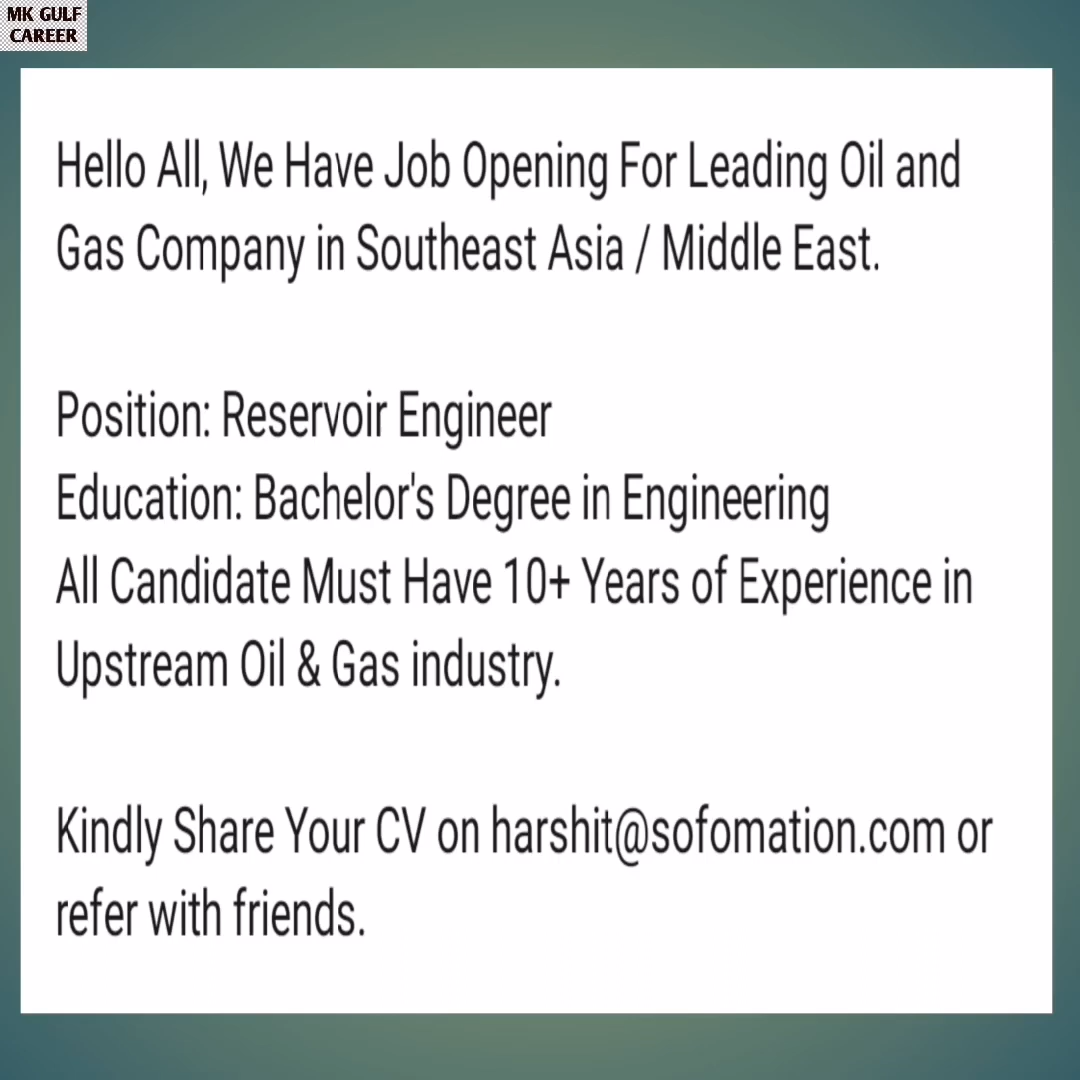 MK GULF
CAREER
Hello All, We Have Job Opening For Leading Oil and
Gas Company in Southeast Asia / Middle East.
Position: Reservoir Engineer
Education: Bachelor's Degree in Engineering
All Candidate Must Have 10+ Years of Experience in
Upstream Oil & Gas industry.
Kindly Share Your CV on harshit@sofomation.com or
refer with friends.